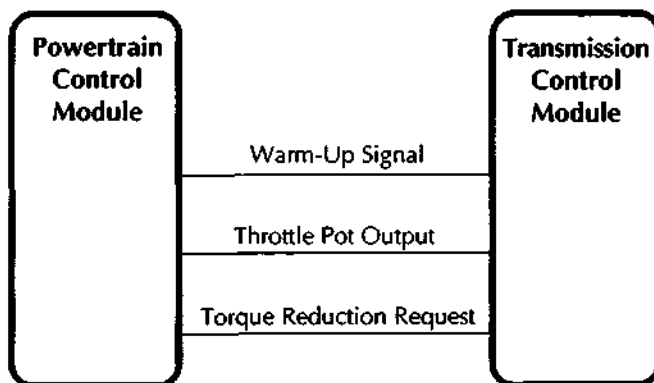 Powertrain
Control
Module
Transmission
Control
Module
Warm-Up Signal
Throttle Pot Output
Torque Reduction Request